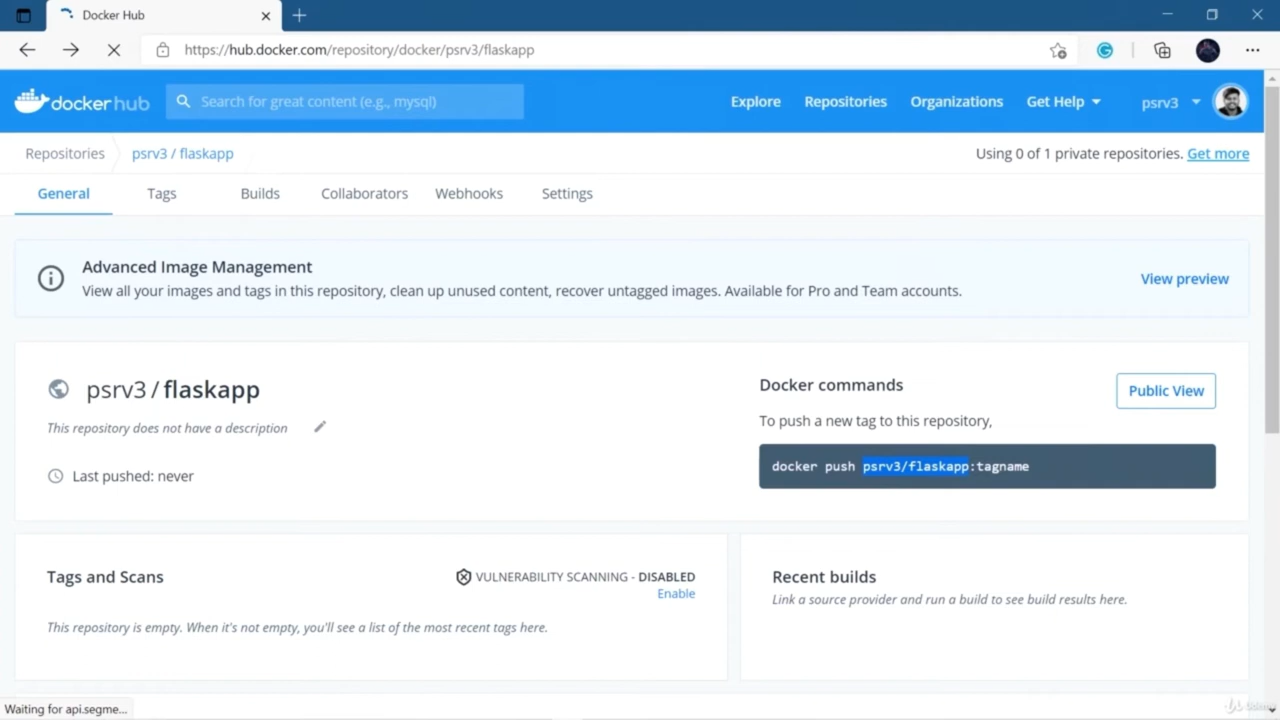 Docker Hub
https://hub.docker.com/repository/docker/psrv3/flaskapp
dockerhub
Search for great content (e.g., mysql)
Explore
Repositories
Organizations
Get Help
psrv3
Repositories
psrv3 / flaskapp
Using 0 of 1 private repositories. Get more
General
Tags
Builds
Collaborators
Webhooks
Settings
Advanced Image Management
View all your images and tags in this repository, clean up unused content, recover untagged images. Available for Pro and Team accounts.
View preview
psrv3 / flaskapp
This repository does not have a description
Last pushed: never
Docker commands
Public View
To push a new tag to this repository,
docker push psrv3/flaskapp:tagname
Tags and Scans
VULNERABILITY SCANNING - DISABLED
Enable
This repository is empty. When it's not empty, you'll see a list of the most recent tags here.
Recent builds
Link a source provider and run a build to see build results here.
Waiting for api.segme...